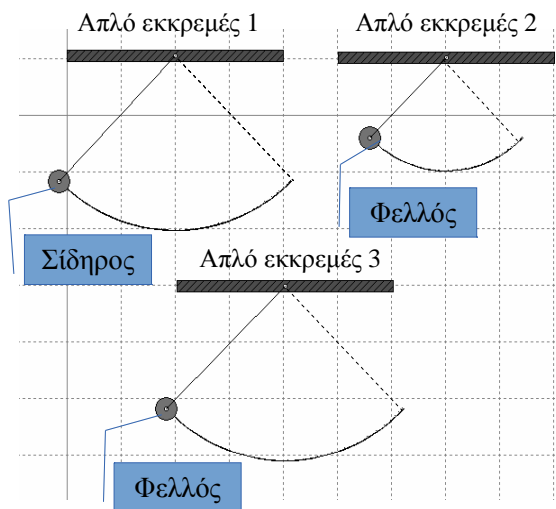 Απλό εκκρεμές 1
Απλό εκκρεμές 2
Φελλός
Σίδηρος
Απλό εκκρεμές 3
Φελλός